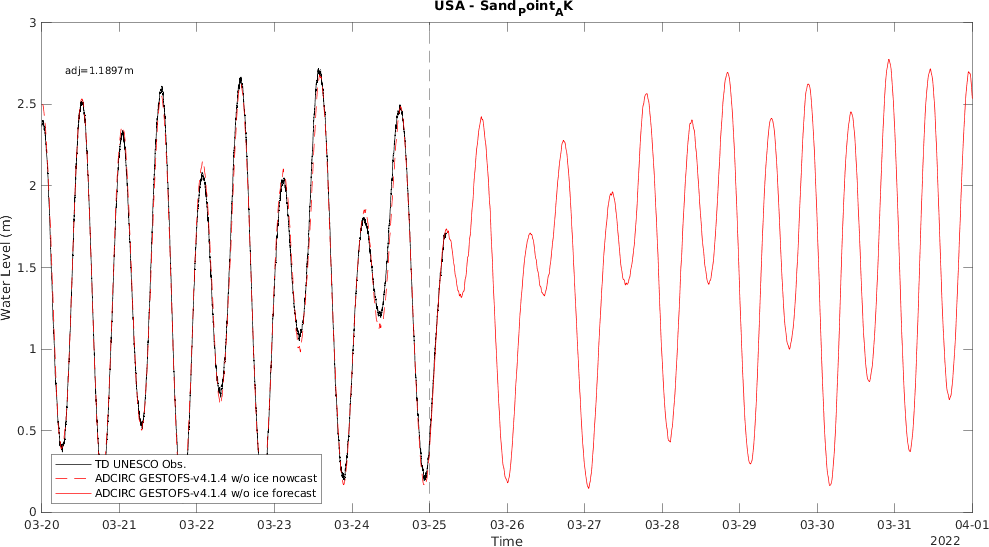 USA - Sand_Point_AK
3
2.5
2
1.5
1
0.5
0
Water Level (m)
adj=1.1897m
TD UNESCO Obs.
ADCIRC GESTOFS-v4.1.4 w/o ice nowcast
ADCIRC GESTOFS-v4.1.4 w/o ice forecast
03-20 03-21 03-22 03-23 03-24 03-25 03-26 03-27 03-28 03-29 03-30 03-31 04-01
Time
2022